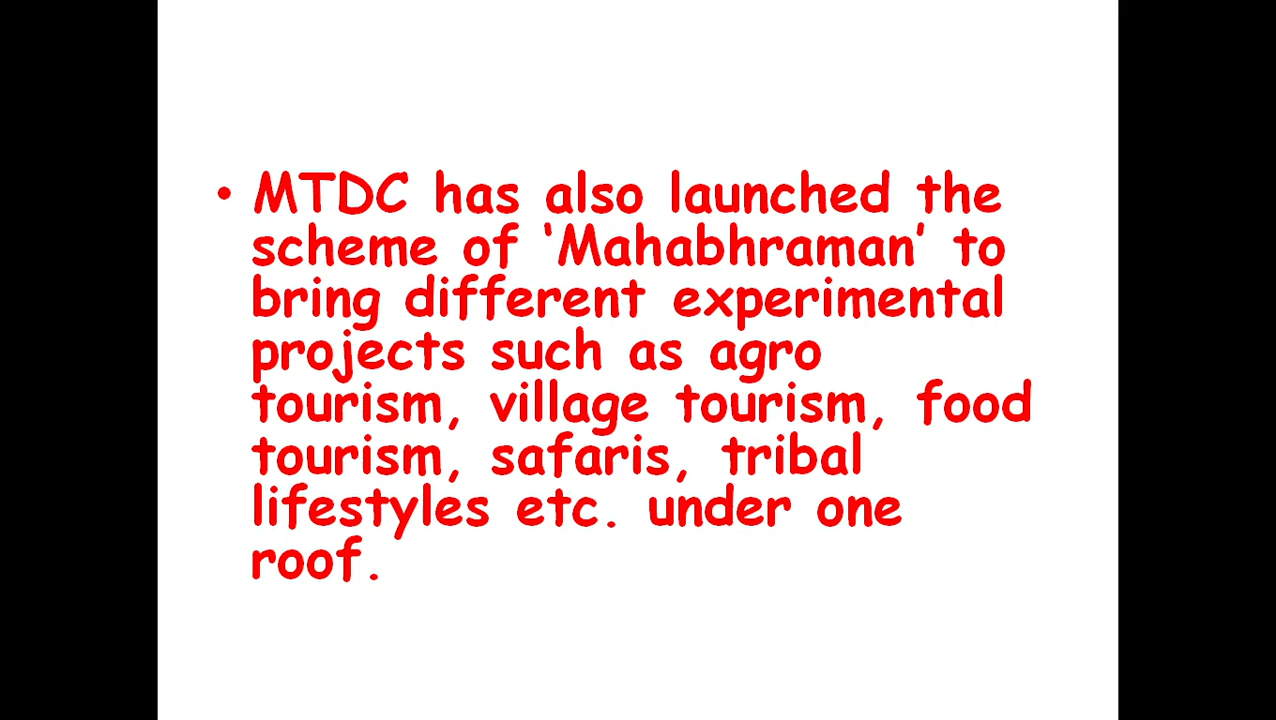 • MTDC has also launched the
scheme of ‘Mahabhraman’ to
bring different experimental
projects such as agro
tourism, village tourism, food
tourism, safaris, tribal
lifestyles etc. under one
roof.